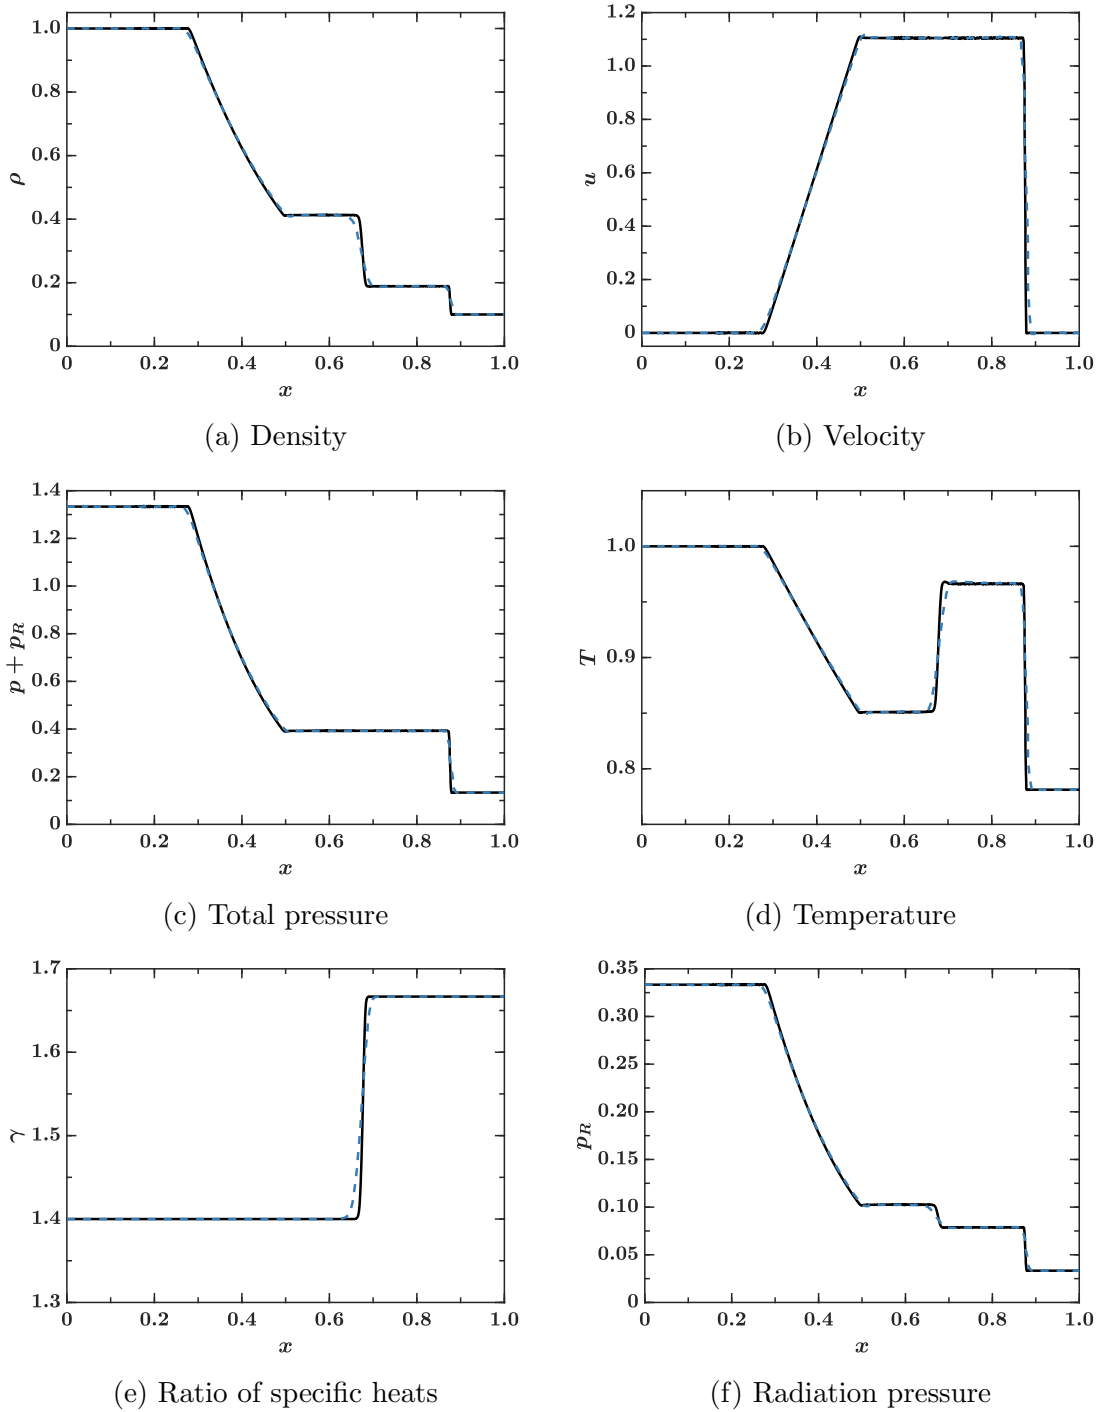 1.0
0.8
0.6
0.4
0.2
0
ρ
0 0.2 0.4 0.6 0.8 1.0
x
(a) Density
1.2
1.0
0.8
0.6
0.4
0.2
0
u
0 0.2 0.4 0.6 0.8 1.0
x
(b) Velocity
1.4
1.2
1.0
0.8
0.6
0.4
0.2
0
p + p_R
0 0.2 0.4 0.6 0.8 1.0
x
(c) Total pressure
1.0
0.9
0.8
T
0 0.2 0.4 0.6 0.8 1.0
x
(d) Temperature
1.7
1.6
1.5
1.4
1.3
γ
0 0.2 0.4 0.6 0.8 1.0
x
(e) Ratio of specific heats
0.35
0.30
0.25
0.20
0.15
0.10
0.05
0
p_R
0 0.2 0.4 0.6 0.8 1.0
x
(f) Radiation pressure